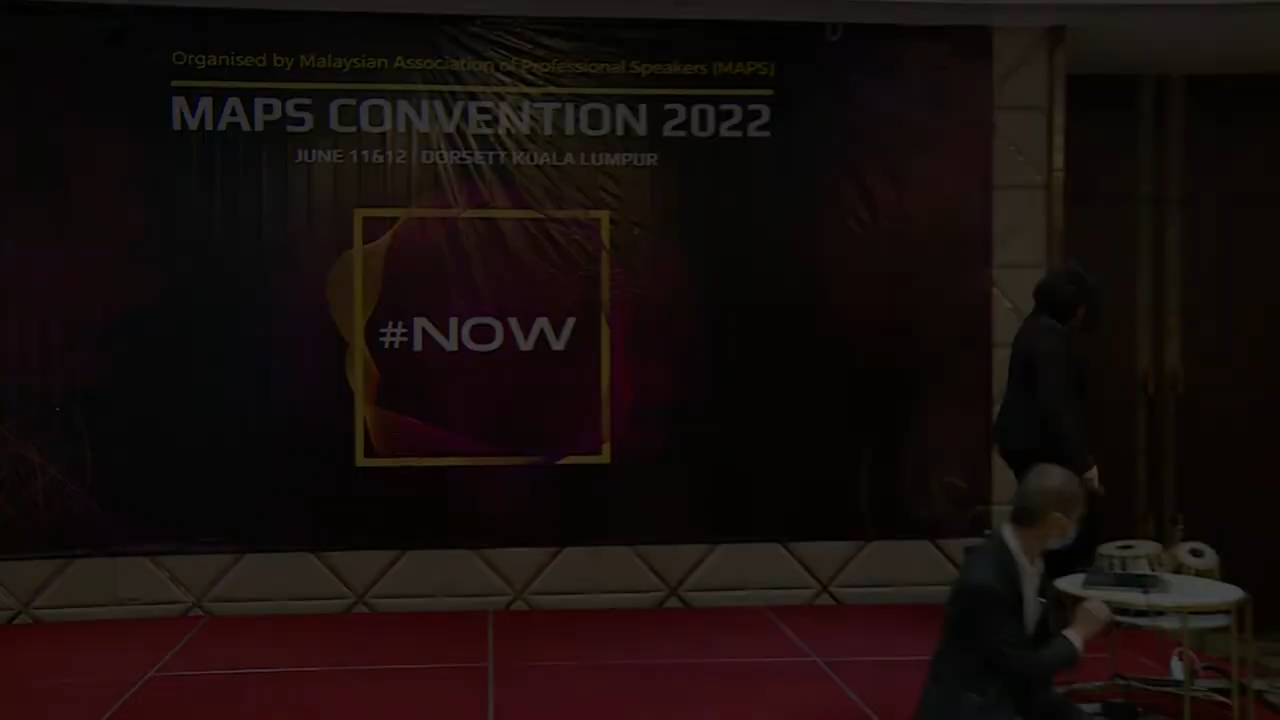 Organised by Malaysian Association of Professional Speakers (MAPS)
MAPS CONVENTION 2022
JUNE 11&12 | DORSETT KUALA LUMPUR
#NOW